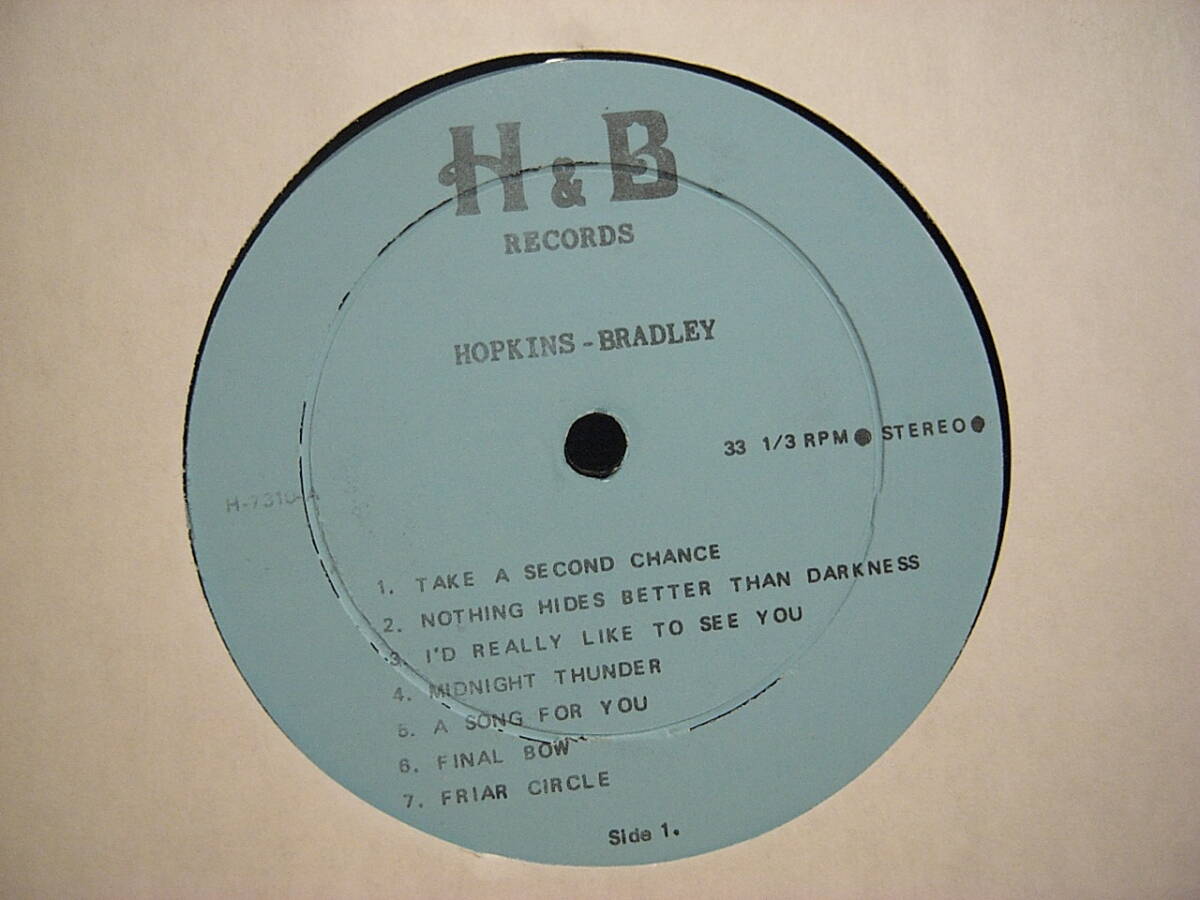 H & B
RECORDS
HOPKINS - BRADLEY
33 1/3 RPM ● STEREO ●
H-7310-A
1. TAKE A SECOND CHANCE
2. NOTHING HIDES BETTER THAN DARKNESS
3. I'D REALLY LIKE TO SEE YOU
4. MIDNIGHT THUNDER
5. A SONG FOR YOU
6. FINAL BOW
7. FRIAR CIRCLE
Side 1.